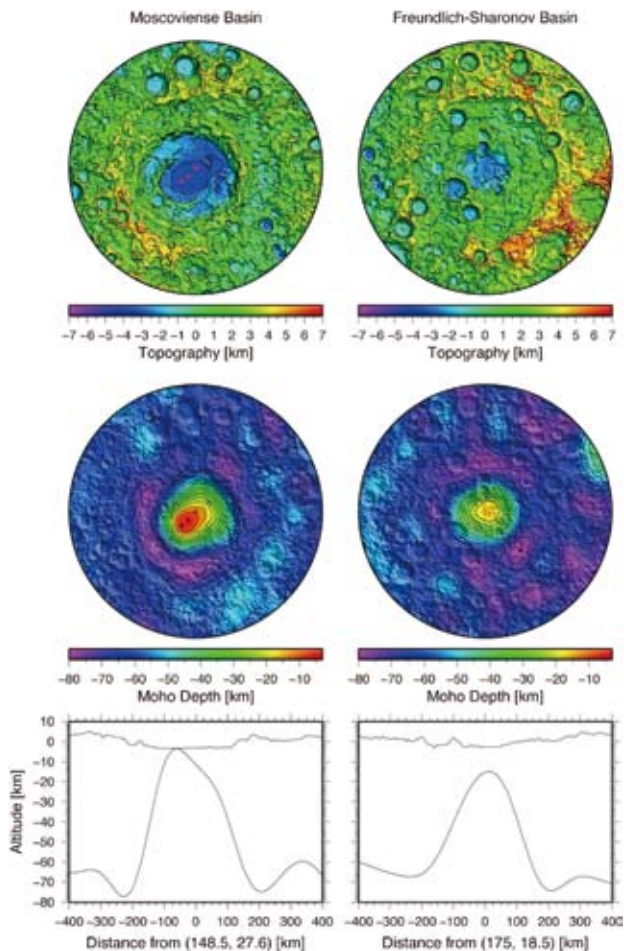 Moscoviense Basin Freundlich-Sharonov Basin
-7 -6 -5 -4 -3 -2 -1 0 1 2 3 4 5 6 7 -7 -6 -5 -4 -3 -2 -1 0 1 2 3 4 5 6 7
Topography [km] Topography [km]
-80 -70 -60 -50 -40 -30 -20 -10 -80 -70 -60 -50 -40 -30 -20 -10
Moho Depth [km] Moho Depth [km]
Altitude [km]
10
0
-10
-20
-30
-40
-50
-60
-70
-80
-400 -300 -200 -100 0 100 200 300 400 -400 -300 -200 -100 0 100 200 300 400
Distance from (148.5, 27.6) [km] Distance from (175, 18.5) [km]